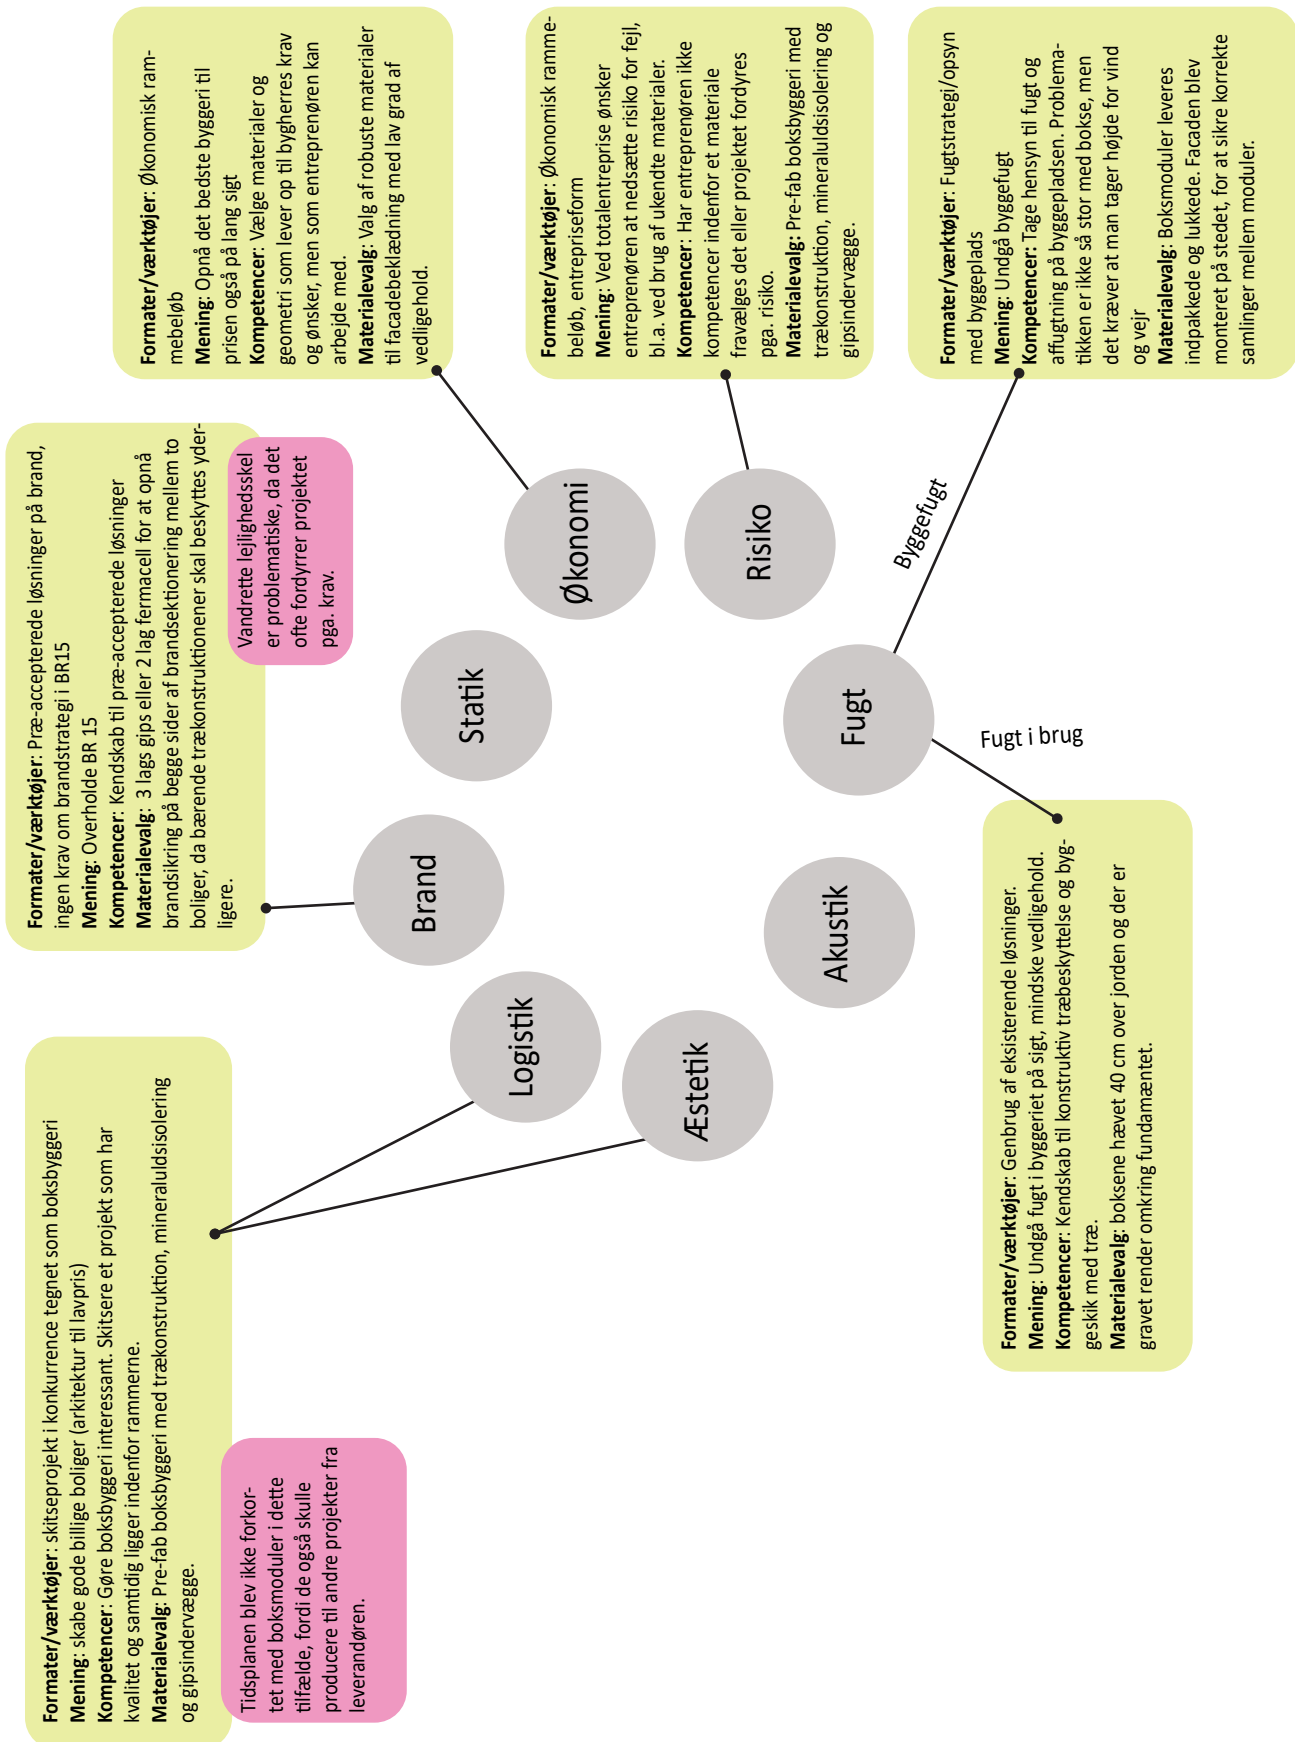 Formater/værktøjer: skitseprojekt i konkurrence tegnet som boksbyggeri
Mening: skabe gode billige boliger (arkitektur til lavpris)
Kompetencer: Gøre boksbyggeri interessant. Skitsere et projekt som har
kvalitet og samtidig ligger indenfor rammerne.
Materialevalg: Pre-fab boksbyggeri med trækonstruktion, mineraluldsisolering
og gipsindervægge.
Tidsplanen blev ikke forkor-
tet med boksmoduler i dette
tilfælde, fordi de også skulle
producere til andre projekter fra
leverandøren.
Formater/værktøjer: Præ-accepterede løsninger på brand,
ingen krav om brandstrategi i BR15
Mening: Overholde BR 15
Kompetencer: Kendskab til præ-accepterede løsninger
Materialevalg: 3 lags gips eller 2 lag fermacell for at opnå
brandsikring på begge sider af brandsektionering mellem to
boliger, da bærende trækonstruktioner skal beskyttes yder-
ligere.
Vandrette lejlighedsskel
er problematiske, da det
ofte fordyrrer projektet
pga. krav.
Formater/værktøjer: Økonomisk ram-
mebeløb
Mening: Opnå det bedste byggeri til
prisen også på lang sigt
Kompetencer: Vælge materialer og
geometri som lever op til bygherres krav
og ønsker, men som entreprenøren kan
arbejde med.
Materialevalg: Valg af robuste materialer
til facadebeklædning med lav grad af
vedligehold.
Logistik
Brand
Statik
Økonomi
Æstetik
Akustik
Fugt
Risiko
Formater/værktøjer: Økonomisk ramme-
beløb, entrepriseform
Mening: Ved totalentreprise ønsker
entreprenøren at nedsætte risiko for fejl,
bl.a. ved brug af ukendte materialer.
Kompetencer: Har entreprenøren ikke
kompetencer indenfor et materiale
fravælges det eller projektet fordyres
pga. risiko.
Materialevalg: Pre-fab boksbyggeri med
trækonstruktion, mineraluldsisolering og
gipsindervægge.
Byggefugt
Fugt i brug
Formater/værktøjer: Fugtstrategi/opsyn
med byggeplads
Mening: Undgå byggefugt
Kompetencer: Tage hensyn til fugt og
affugtning på byggepladsen. Problema-
tikken er ikke så stor med bokse, men
det kræver at man tager højde for vind
og vejr
Materialevalg: Boksmoduler leveres
indpakkede og lukkede. Facaden blev
monteret på stedet, for at sikre korrekte
samlinger mellem moduler.
Formater/værktøjer: Genbrug af eksisterende løsninger.
Mening: Undgå fugt i byggeriet på sigt, mindske vedligehold.
Kompetencer: Kendskab til konstruktiv træbeskyttelse og byg-
geskik med træ.
Materialevalg: boksene hævet 40 cm over jorden og der er
gravet render omkring fundamæntet.